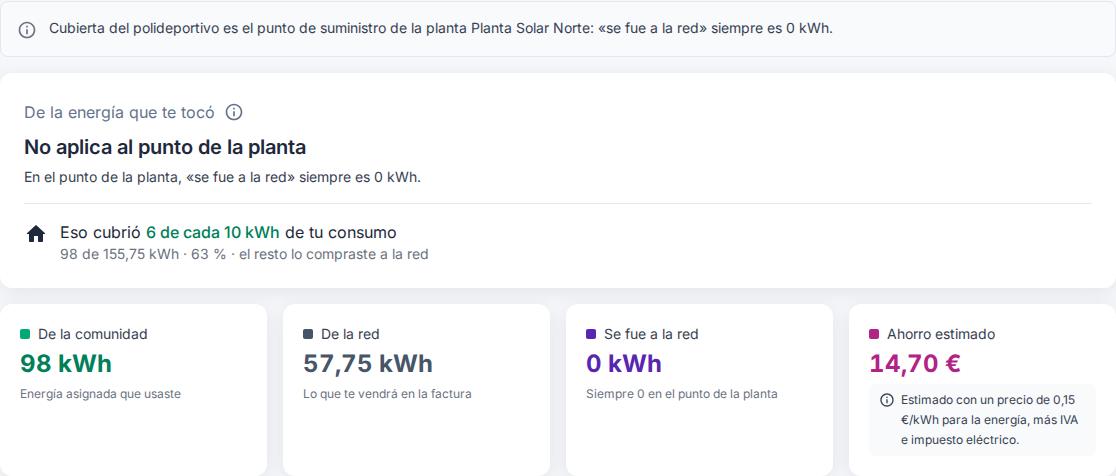 Cubierta del polideportivo es el punto de suministro de la planta Planta Solar Norte: «se fue a la red» siempre es 0 kWh.
De la energía que te tocó
No aplica al punto de la planta
En el punto de la planta, «se fue a la red» siempre es 0 kWh.
Eso cubrió 6 de cada 10 kWh de tu consumo
98 de 155,75 kWh · 63 % · el resto lo compraste a la red
De la comunidad
98 kWh
Energía asignada que usaste
De la red
57,75 kWh
Lo que te vendrá en la factura
Se fue a la red
0 kWh
Siempre 0 en el punto de la planta
Ahorro estimado
14,70 €
Estimado con un precio de 0,15
€/kWh para la energía, más IVA
e impuesto eléctrico.